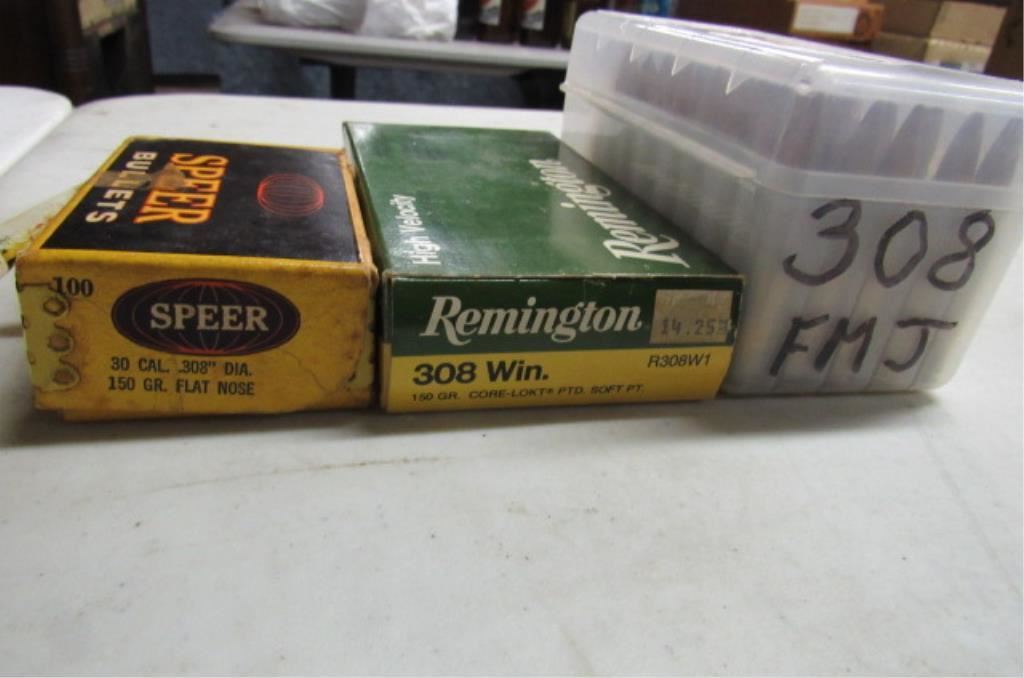 SPEER
BULLETS
100
SPEER
30 CAL. .308" DIA.
150 GR. FLAT NOSE
High Velocity
Remington
Remington
14.25
308 Win.
R308W1
150 GR. CORE-LOKT® PTD. SOFT PT.
308
FMJ